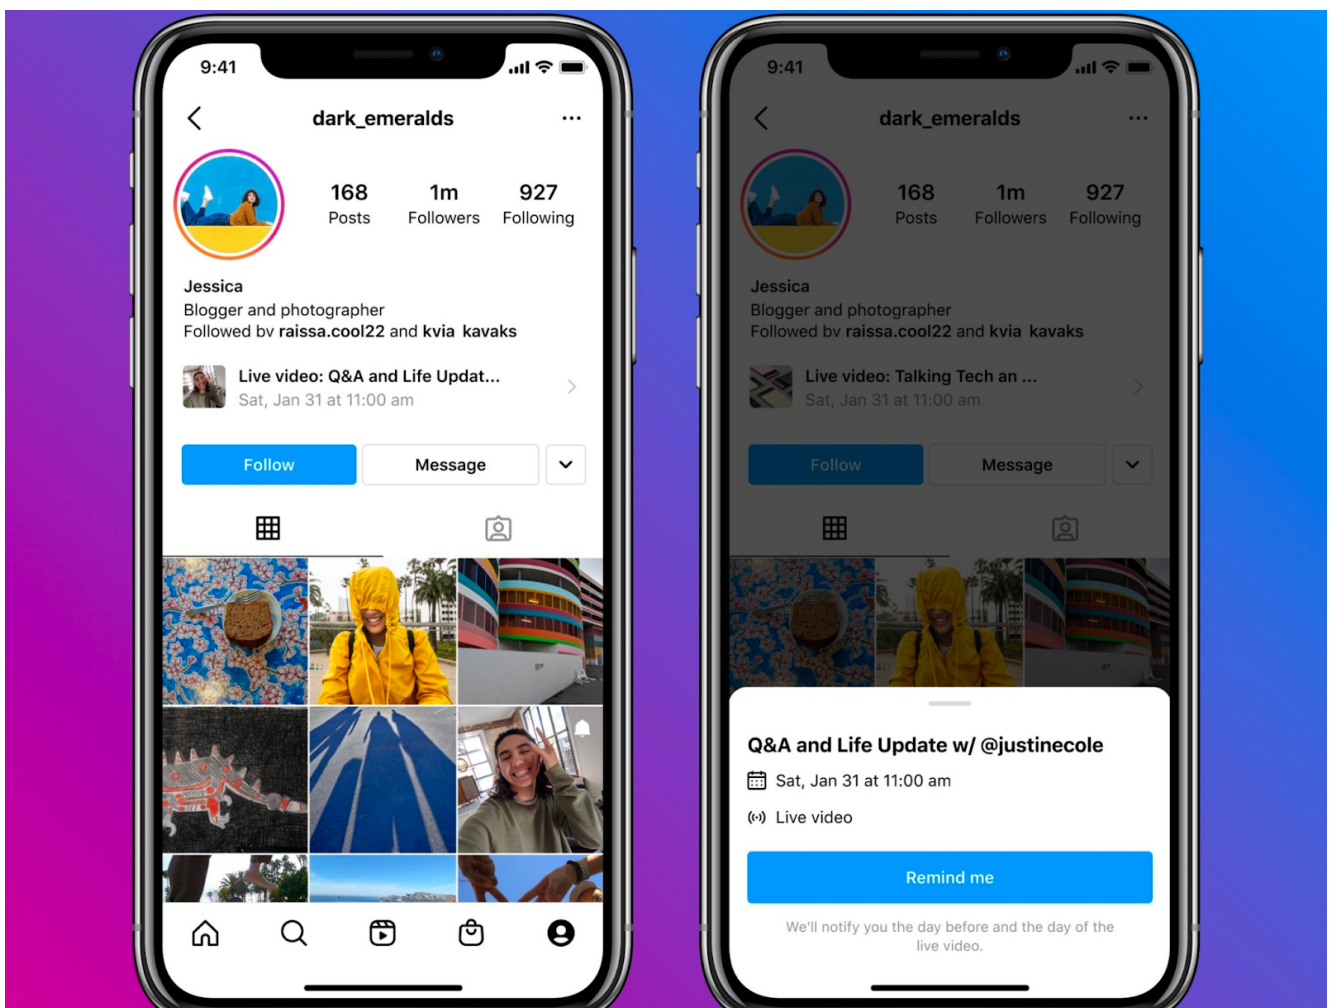 9:41
dark_emeralds
168
1m
927
Posts
Followers
Following
Jessica
Blogger and photographer
Followed by raissa.cool22 and kvia kavaks
Live video: Q&A and Life Updat...
Sat, Jan 31 at 11:00 am
Follow
Message
9:41
dark_emeralds
168
1m
927
Posts
Followers
Following
Jessica
Blogger and photographer
Followed by raissa.cool22 and kvia kavaks
Live video: Talking Tech an ...
Sat, Jan 31 at 11:00 am
Follow
Message
Q&A and Life Update w/ @justinecole
Sat, Jan 31 at 11:00 am
Live video
Remind me
We'll notify you the day before and the day of the
live video.